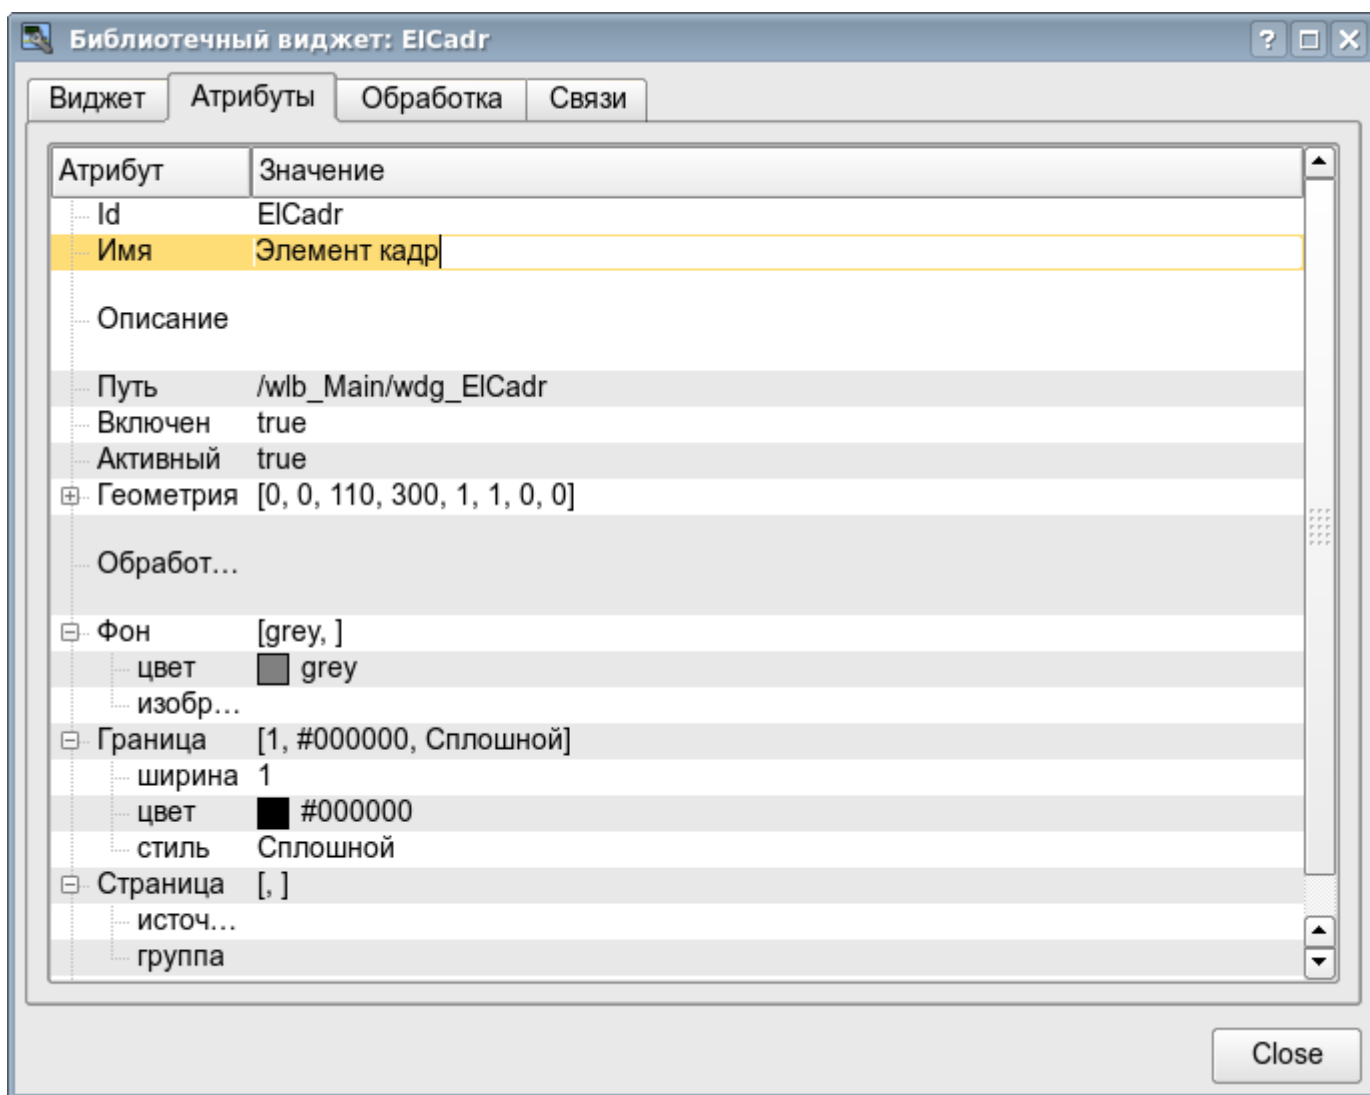 Библиотечный виджет: ElCadr
Виджет Атрибуты Обработка Связи
Атрибут Значение
Id ElCadr
Имя Элемент кадр
Описание
Путь /wlb_Main/wdg_ElCadr
Включен true
Активный true
Геометрия [0, 0, 110, 300, 1, 1, 0, 0]
Обработ...
Фон [grey, ]
цвет grey
изобр...
Граница [1, #000000, Сплошной]
ширина 1
цвет #000000
стиль Сплошной
Страница [, ]
источ...
группа
Close